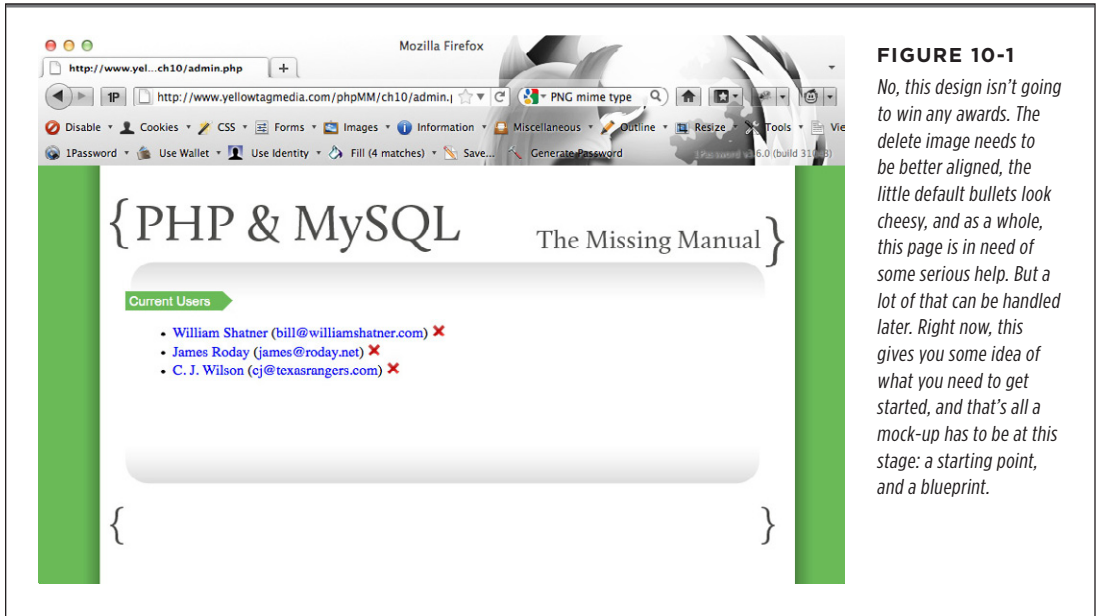 Mozilla Firefox
http://www.yel...ch10/admin.php
+
1P http://www.yellowtagmedia.com/phpMM/ch10/admin.p PNG mime type
Disable Cookies CSS Forms Images Information Miscellaneous Outline Resize Tools Vie
1Password Use Wallet Use Identity Fill (4 matches) Save... Generate Password 1Password v3.6.0 (build
{PHP & MySQL The Missing Manual}
Current Users
• William Shatner (bill@williamshatner.com)
• James Roday (james@roday.net)
• C. J. Wilson (cj@texasrangers.com)
{ }
FIGURE 10-1
No, this design isn't going
to win any awards. The
delete image needs to
be better aligned, the
little default bullets look
cheesy, and as a whole,
this page is in need of
some serious help. But a
lot of that can be handled
later. Right now, this
gives you some idea of
what you need to get
started, and that's all a
mock-up has to be at this
stage: a starting point,
and a blueprint.